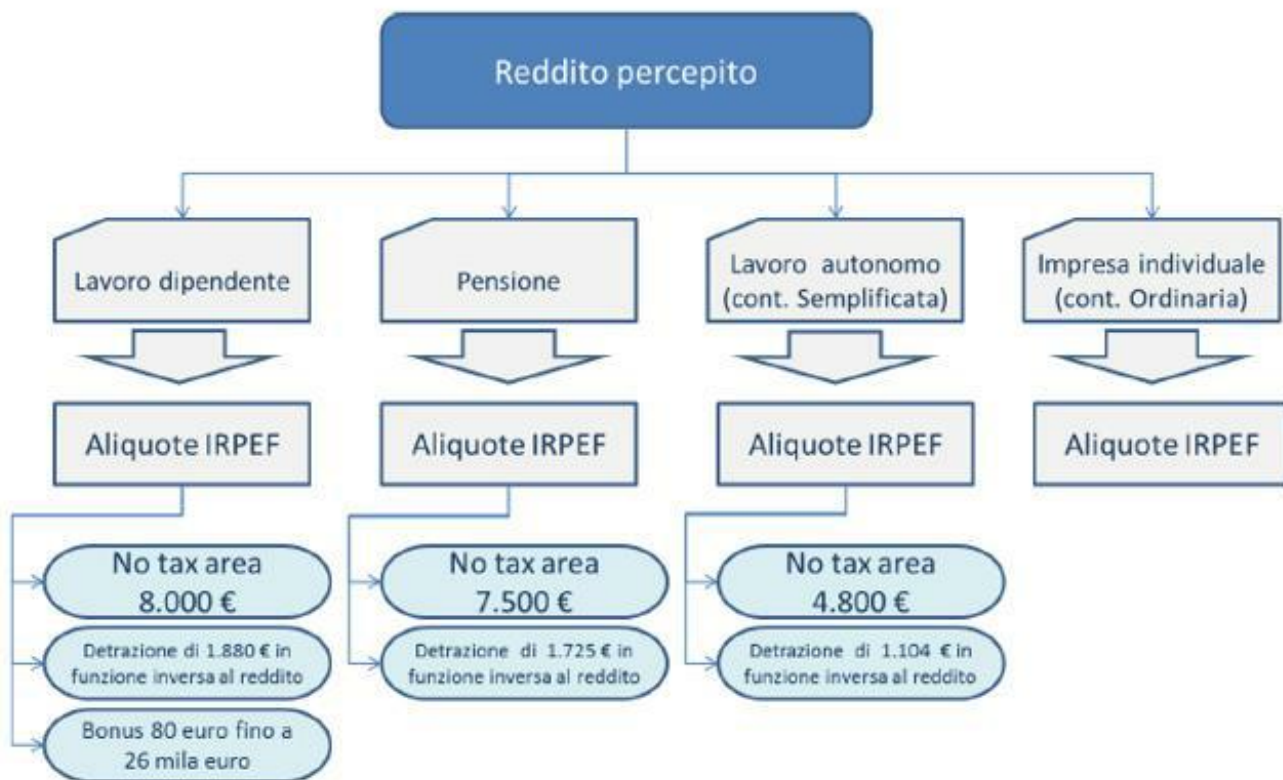 Reddito percepito
Lavoro dipendente
Pensione
Lavoro autonomo
(cont. Semplificata)
Impresa individuale
(cont. Ordinaria)
Aliquote IRPEF
Aliquote IRPEF
Aliquote IRPEF
Aliquote IRPEF
No tax area
8.000 €
Detrazione di 1.880 € in
funzione inversa al reddito
Bonus 80 euro fino a
26 mila euro
No tax area
7.500 €
Detrazione di 1.725 € in
funzione inversa al reddito
No tax area
4.800 €
Detrazione di 1.104 € in
funzione inversa al reddito